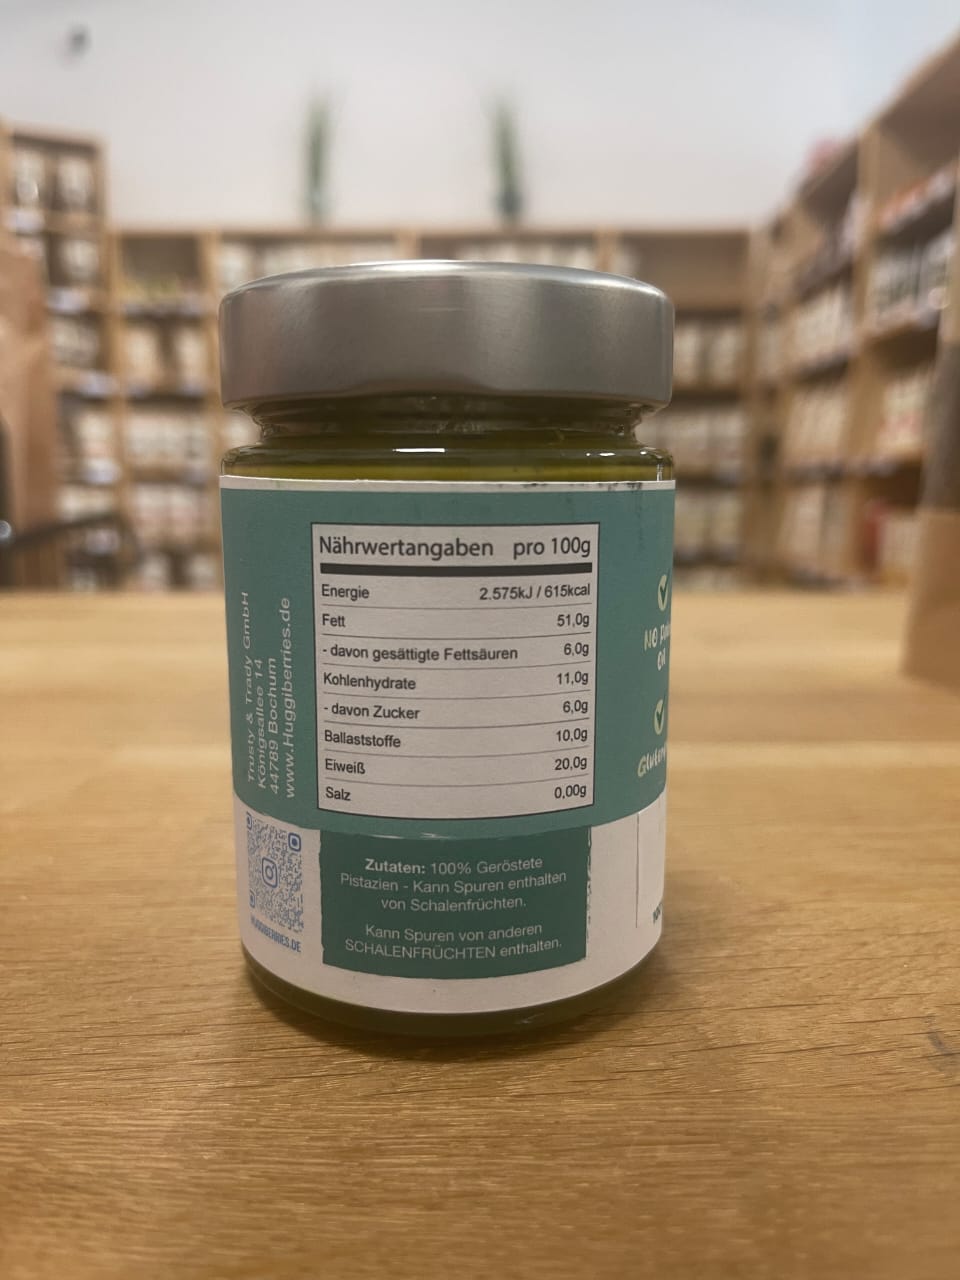 Nährwertangaben pro 100g
Energie 2.575kJ / 615kcal
Fett 51,0g
- davon gesättigte Fettsäuren 6,0g
Kohlenhydrate 11,0g
- davon Zucker 6,0g
Ballaststoffe 10,0g
Eiweiß 20,0g
Salz 0,00g
Zutaten: 100% Geröstete
Pistazien - Kann Spuren enthalten
von Schalenfrüchten.
Kann Spuren von anderen
SCHALENFRÜCHTEN enthalten.
Trusty & Trady GmbH
Königsallee 14
44789 Bochum
www.Huggiberries.de
HUGGIBERRIES.DE
NO